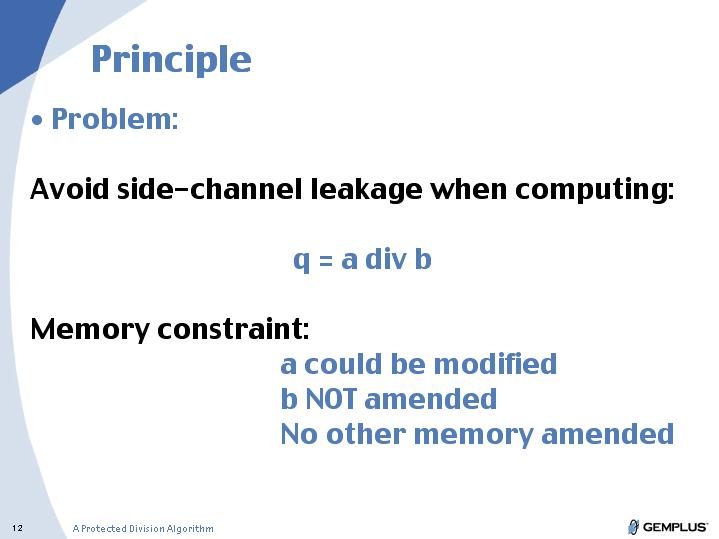 Principle
• Problem:
Avoid side-channel leakage when computing:
q = a div b
Memory constraint:
a could be modified
b NOT amended
No other memory amended
12
A Protected Division Algorithm
GEMPLUS